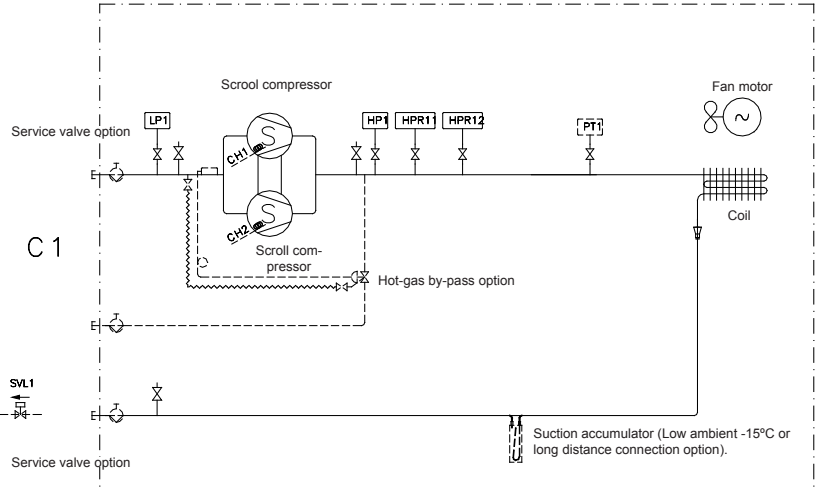 Scrool compressor
Fan motor
LP1
HP1
HPR11
HPR12
PT1
Service valve option
CH1
Coil
CH2
C 1
Scroll com-
pressor
Hot-gas by-pass option
SVL1
Suction accumulator (Low ambient -15ºC or
long distance connection option).
Service valve option